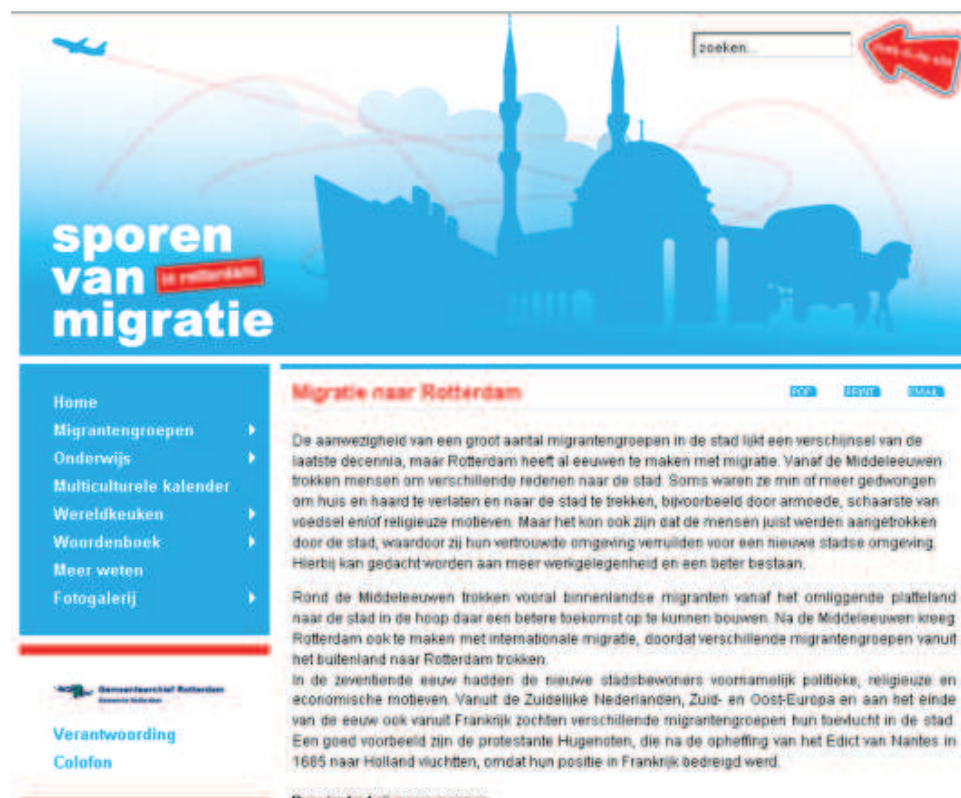 zoeken...
zoek in de site
sporen
van in rotterdam
migratie
Home
Migrantengroepen
Onderwijs
Multiculturele kalender
Wereldkeuken
Woordenboek
Meer weten
Fotogalerij
Gemeentearchief Rotterdam
Verantwoording
Colofon
Migratie naar Rotterdam
PDF PRINT EMAIL
De aanwezigheid van een groot aantal migrantengroepen in de stad lijkt een verschijnsel van de
laatste decennia, maar Rotterdam heeft al eeuwen te maken met migratie. Vanaf de Middeleeuwen
trokken mensen om verschillende redenen naar de stad. Soms waren ze min of meer gedwongen
om huis en haard te verlaten en naar de stad te trekken, bijvoorbeeld door armoede, schaarste van
voedsel en/of religieuze motieven. Maar het kon ook zijn dat de mensen juist werden aangetrokken
door de stad, waardoor zij hun vertrouwde omgeving verruilden voor een nieuwe stadse omgeving.
Hierbij kan gedacht worden aan meer werkgelegenheid en een beter bestaan.
Rond de Middeleeuwen trokken vooral binnenlandse migranten vanaf het omliggende platteland
naar de stad in de hoop daar een betere toekomst op te kunnen bouwen. Na de Middeleeuwen kreeg
Rotterdam ook te maken met internationale migratie, doordat verschillende migrantengroepen vanuit
het buitenland naar Rotterdam trokken.
In de zeventiende eeuw hadden de nieuwe stadsbewoners voornamelijk politieke, religieuze en
economische motieven. Vanuit de Zuidelijke Nederlanden, Zuid- en Oost-Europa en aan het einde
van de eeuw ook vanuit Frankrijk zochten verschillende migrantengroepen hun toevlucht in de stad.
Een goed voorbeeld zijn de protestante Hugenoten, die na de opheffing van het Edict van Nantes in
1685 naar Holland vluchtten, omdat hun positie in Frankrijk bedreigd werd.